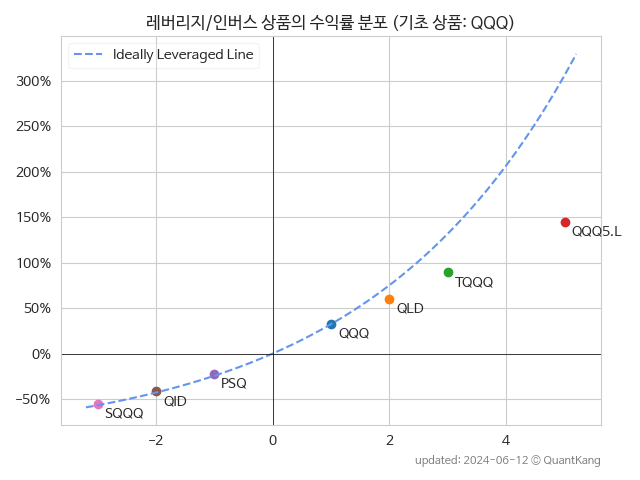 레버리지/인버스 상품의 수익률 분포 (기초 상품: QQQ)
Ideally Leveraged Line
300%
250%
200%
150%
QQQ5.L
100%
TQQQ
50%
QLD
QQQ
0%
PSQ
−50%
QID
SQQQ
−2 0 2 4
updated: 2024-06-12 © QuantKang